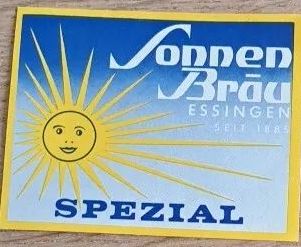 Sonnen
Bräu
ESSINGEN
SEIT 1885
SPEZIAL